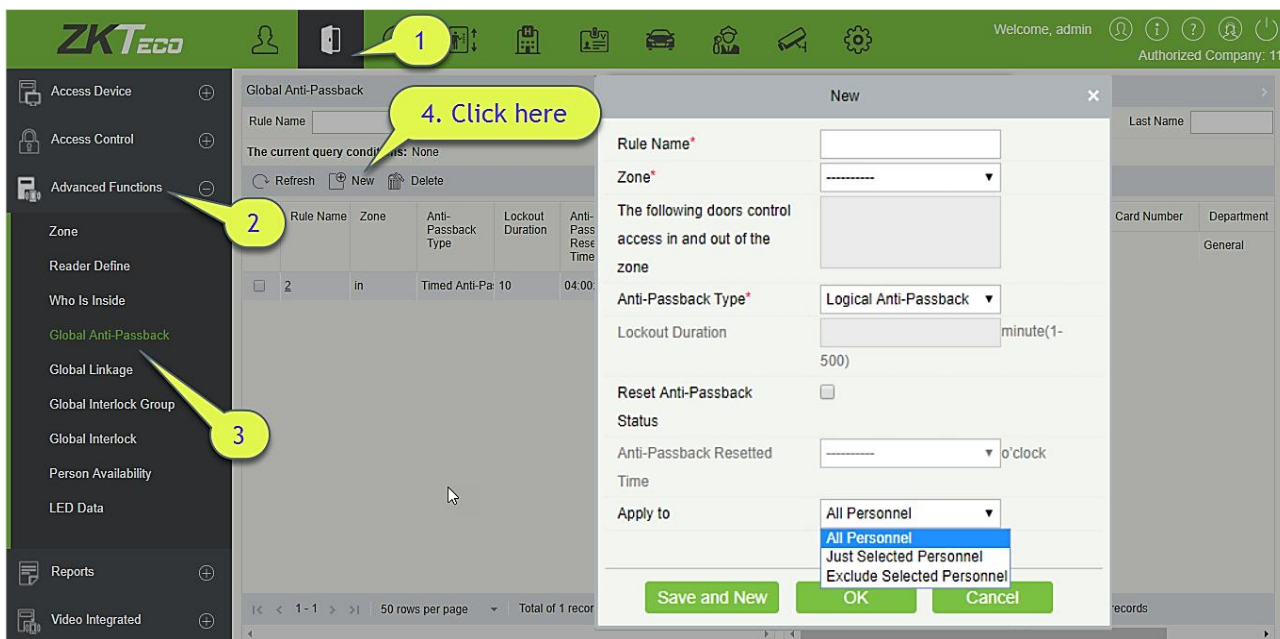 ZKTECO
1
Welcome, admin
Authorized Company: 11
Access Device
Access Control
Advanced Functions
2
Zone
Reader Define
Who Is Inside
Global Anti-Passback
Global Linkage
Global Interlock Group
Global Interlock
3
Person Availability
LED Data
Reports
Video Integrated
Global Anti-Passback
Rule Name
4. Click here
The current query conditions: None
Refresh New Delete
Rule Name Zone Anti-Passback Type Lockout Duration Anti-
Pass
Rese
Time
2 in Timed Anti-Pa 10 04:00:
1-1 50 rows per page Total of 1 recor
New
Rule Name*
Zone* ----------
The following doors control
access in and out of the
zone
Anti-Passback Type* Logical Anti-Passback
Lockout Duration minute(1-
500)
Reset Anti-Passback
Status
Anti-Passback Resetted ---------- o'clock
Time
Apply to All Personnel
All Personnel
Just Selected Personnel
Exclude Selected Personnel
Save and New OK Cancel
Last Name
Card Number Department
General
records